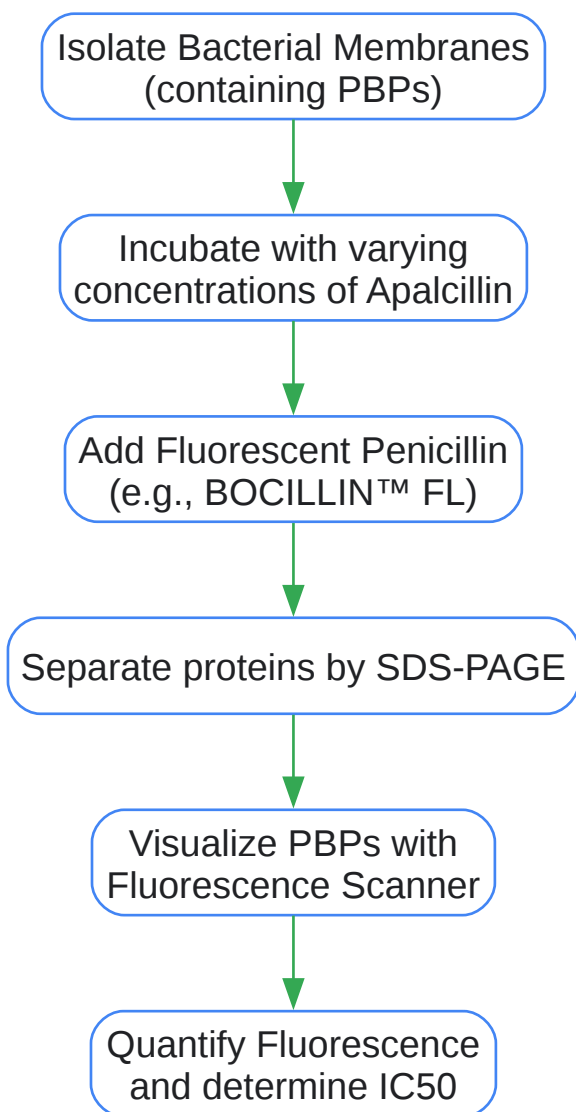 Isolate Bacterial Membranes
(containing PBPs)
Incubate with varying
concentrations of Apalcillin
Add Fluorescent Penicillin
(e.g., BOCILLIN™ FL)
Separate proteins by SDS-PAGE
Visualize PBPs with
Fluorescence Scanner
Quantify Fluorescence
and determine IC50